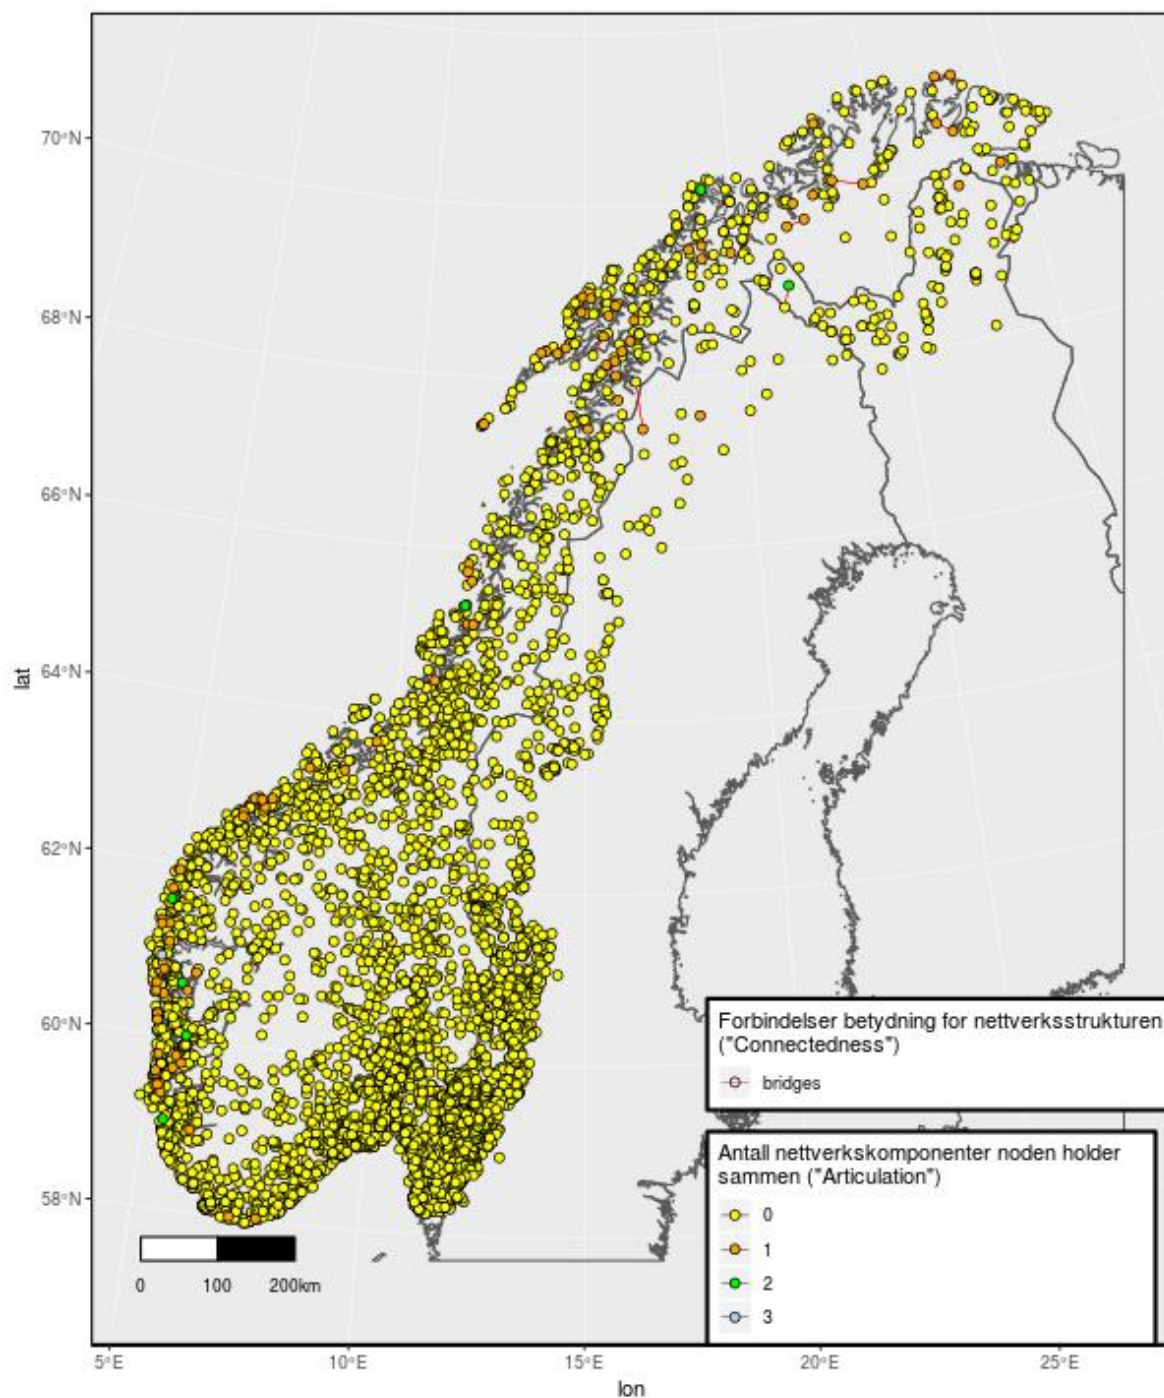 70°N
68°N
66°N
64°N
62°N
60°N
58°N
lat
Forbindelser betydning for nettverksstrukturen
("Connectedness")
bridges
Antall nettverkskomponenter noden holder
sammen ("Articulation")
0
1
2
3
0 100 200km
5°E 10°E 15°E 20°E 25°E
lon